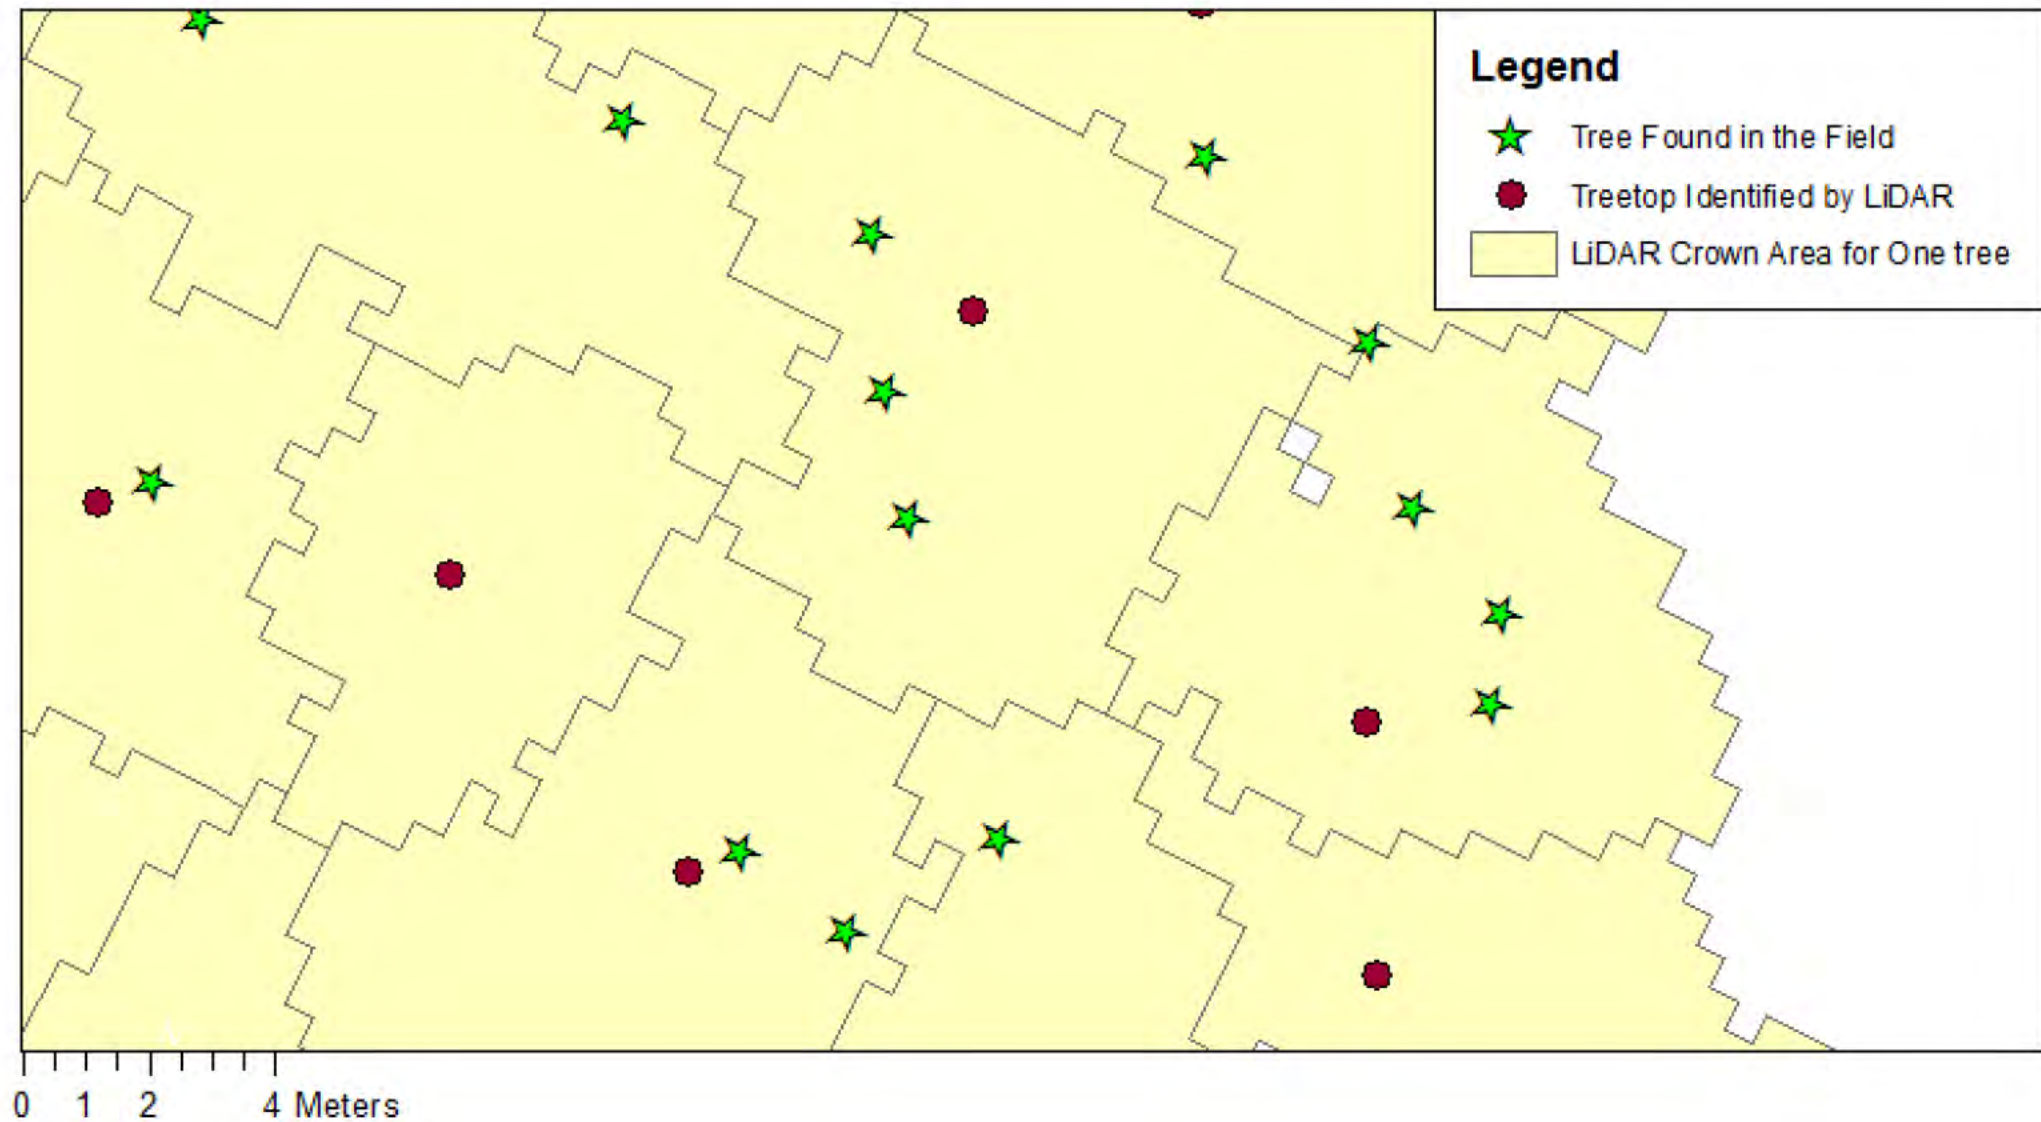 Legend
Tree Found in the Field
Treetop Identified by LiDAR
LiDAR Crown Area for One tree
0 1 2 4 Meters